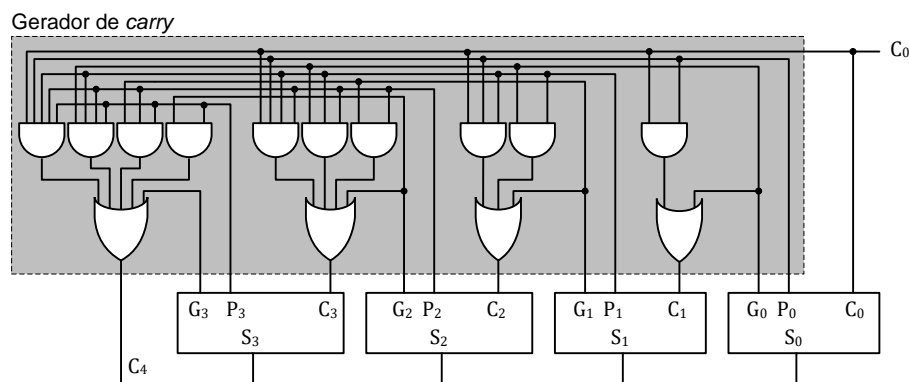 Gerador de carry
C₀
G₃ P₃ C₃ G₂ P₂ C₂ G₁ P₁ C₁ G₀ P₀ C₀
S₃ S₂ S₁ S₀
C₄